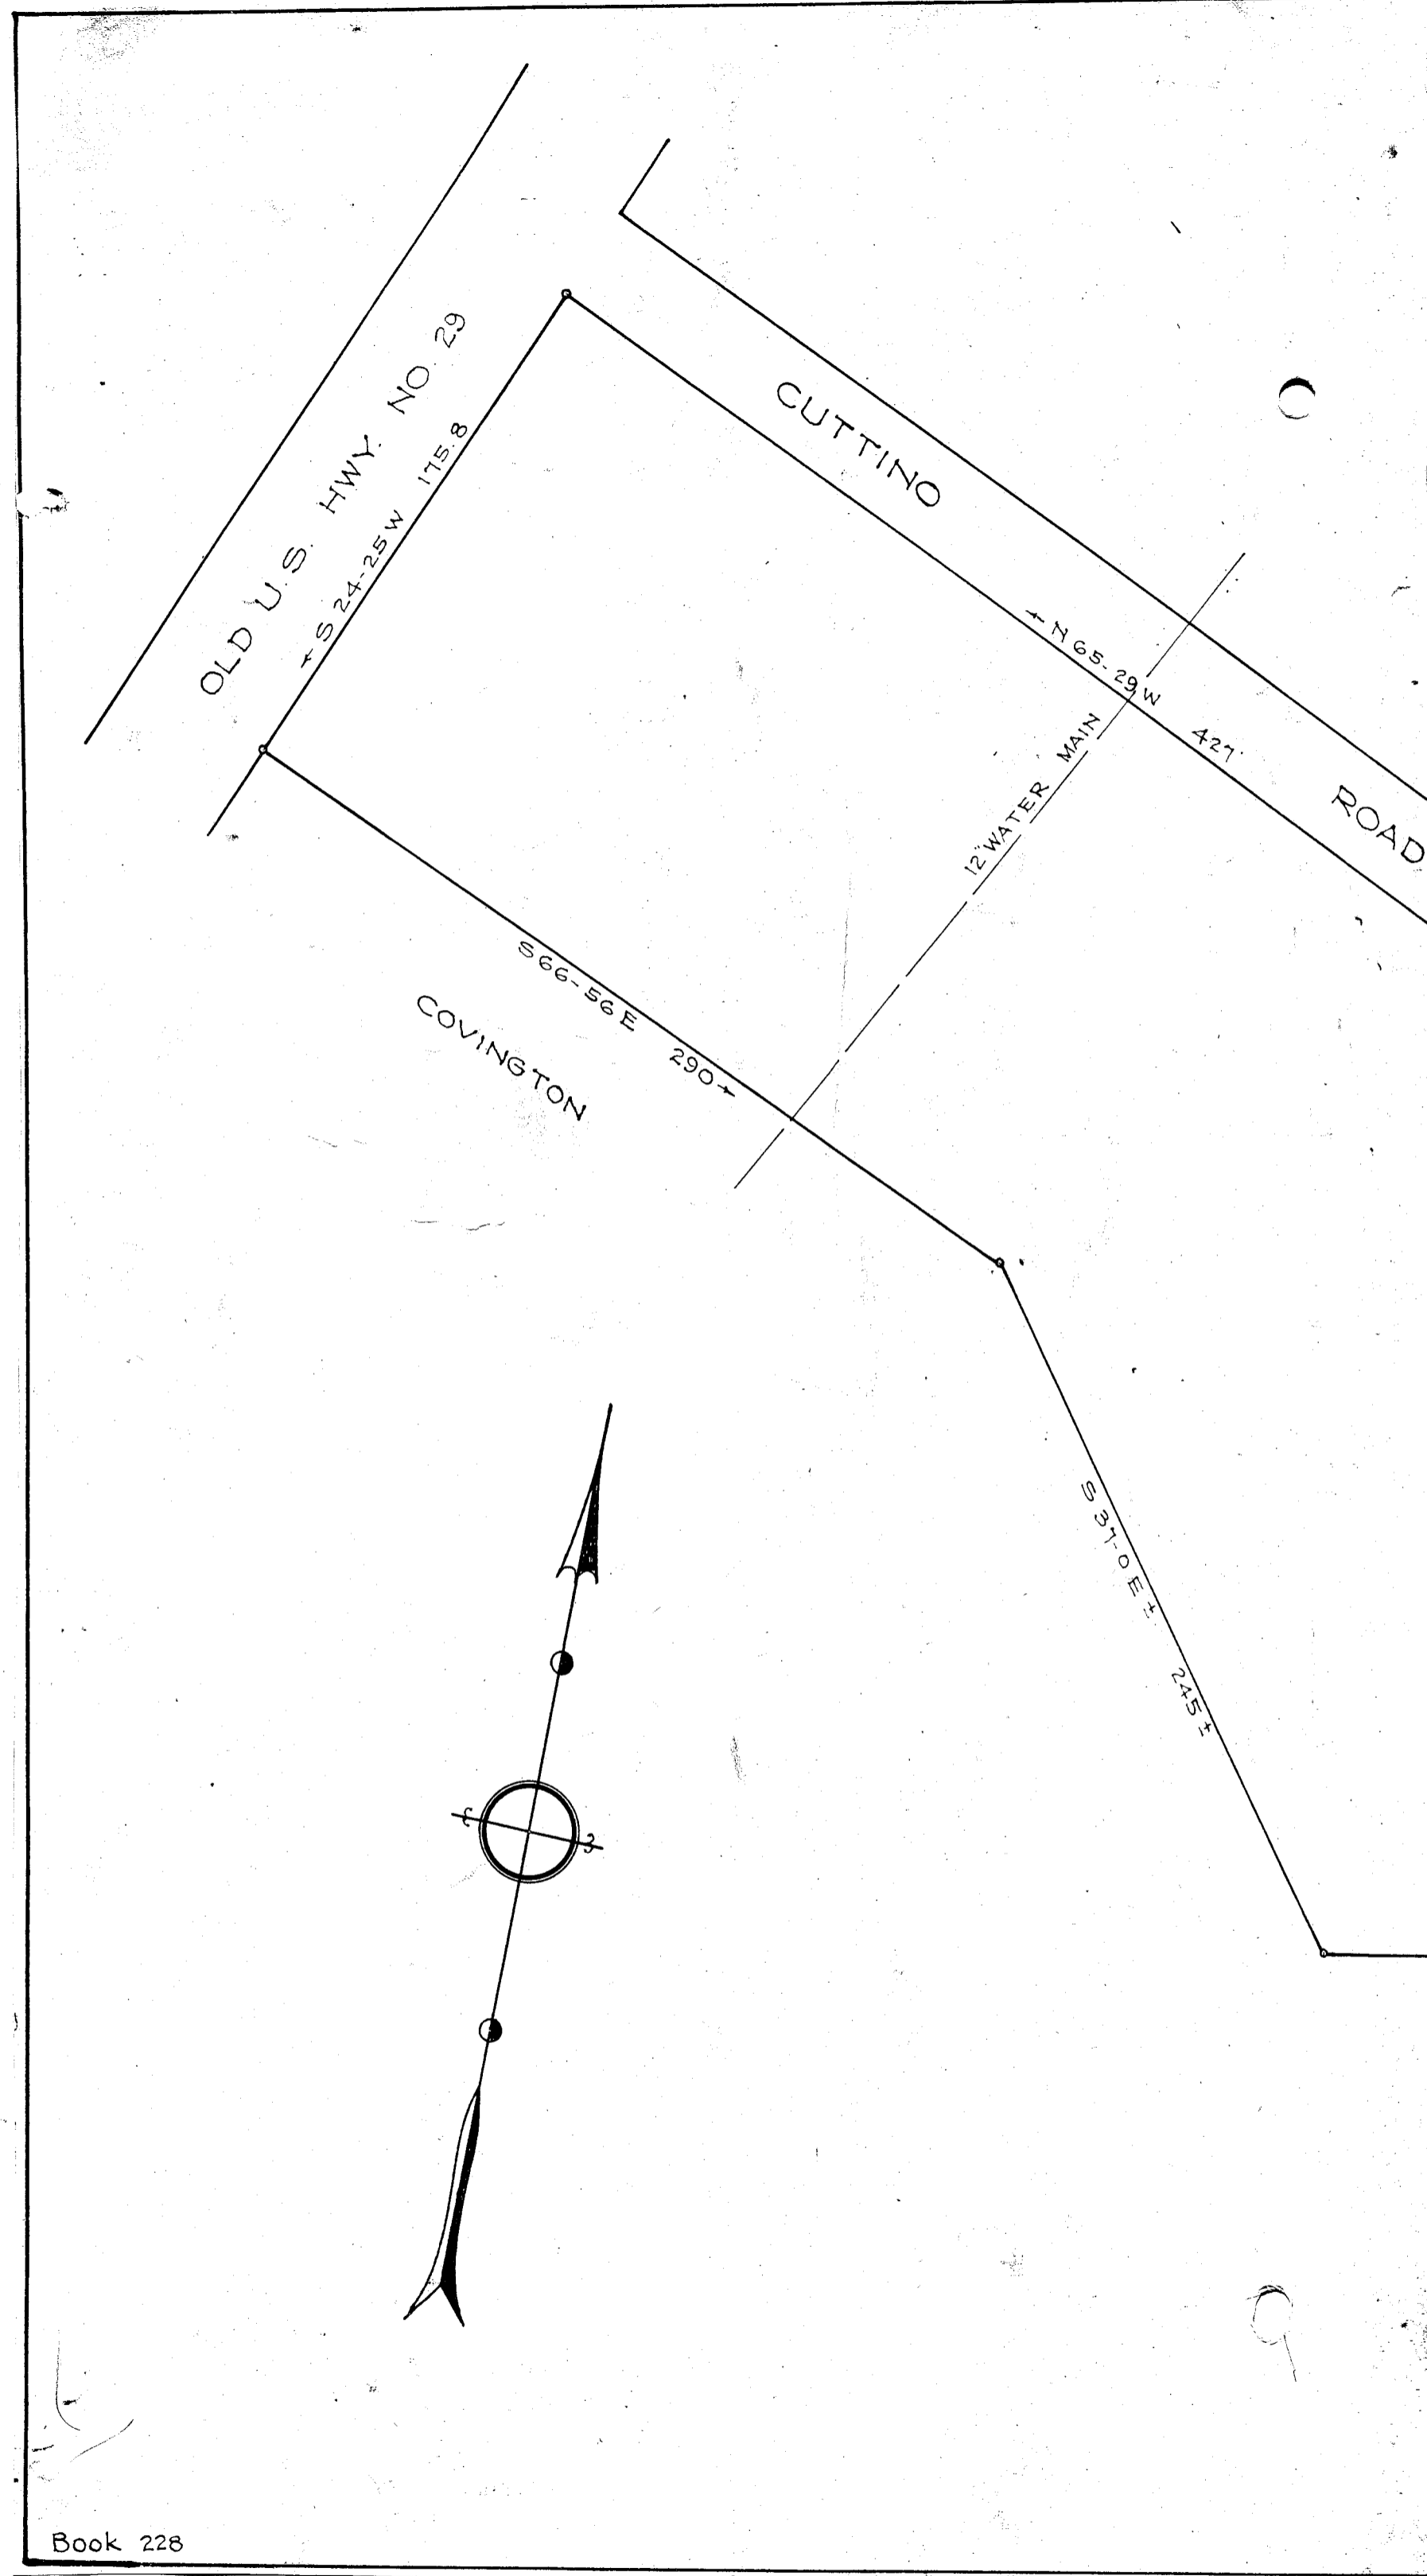 OLD U.S. HWY. NO. 29
S 24-25 W 175.8
CUTTINO ROAD
N 65-29 W 427.
12" WATER MAIN
S 66-56 E 290
COVINGTON
S 37-0 E ± 245 ±
Book 228